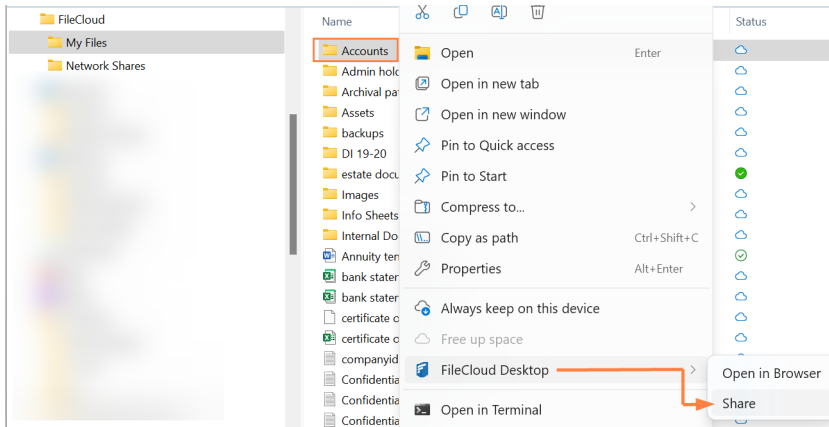 FileCloud
My Files
Network Shares
Name
Status
Accounts
Admin hold
Archival pa
Assets
backups
DI 19-20
estate docu
Images
Info Sheets
Internal Do
Annuity ten
bank stater
bank stater
certificate o
certificate o
companyid
Confidentia
Confidentia
Confidentia
Open Enter
Open in new tab
Open in new window
Pin to Quick access
Pin to Start
Compress to...
Copy as path Ctrl+Shift+C
Properties Alt+Enter
Always keep on this device
Free up space
FileCloud Desktop
Open in Terminal
Open in Browser
Share